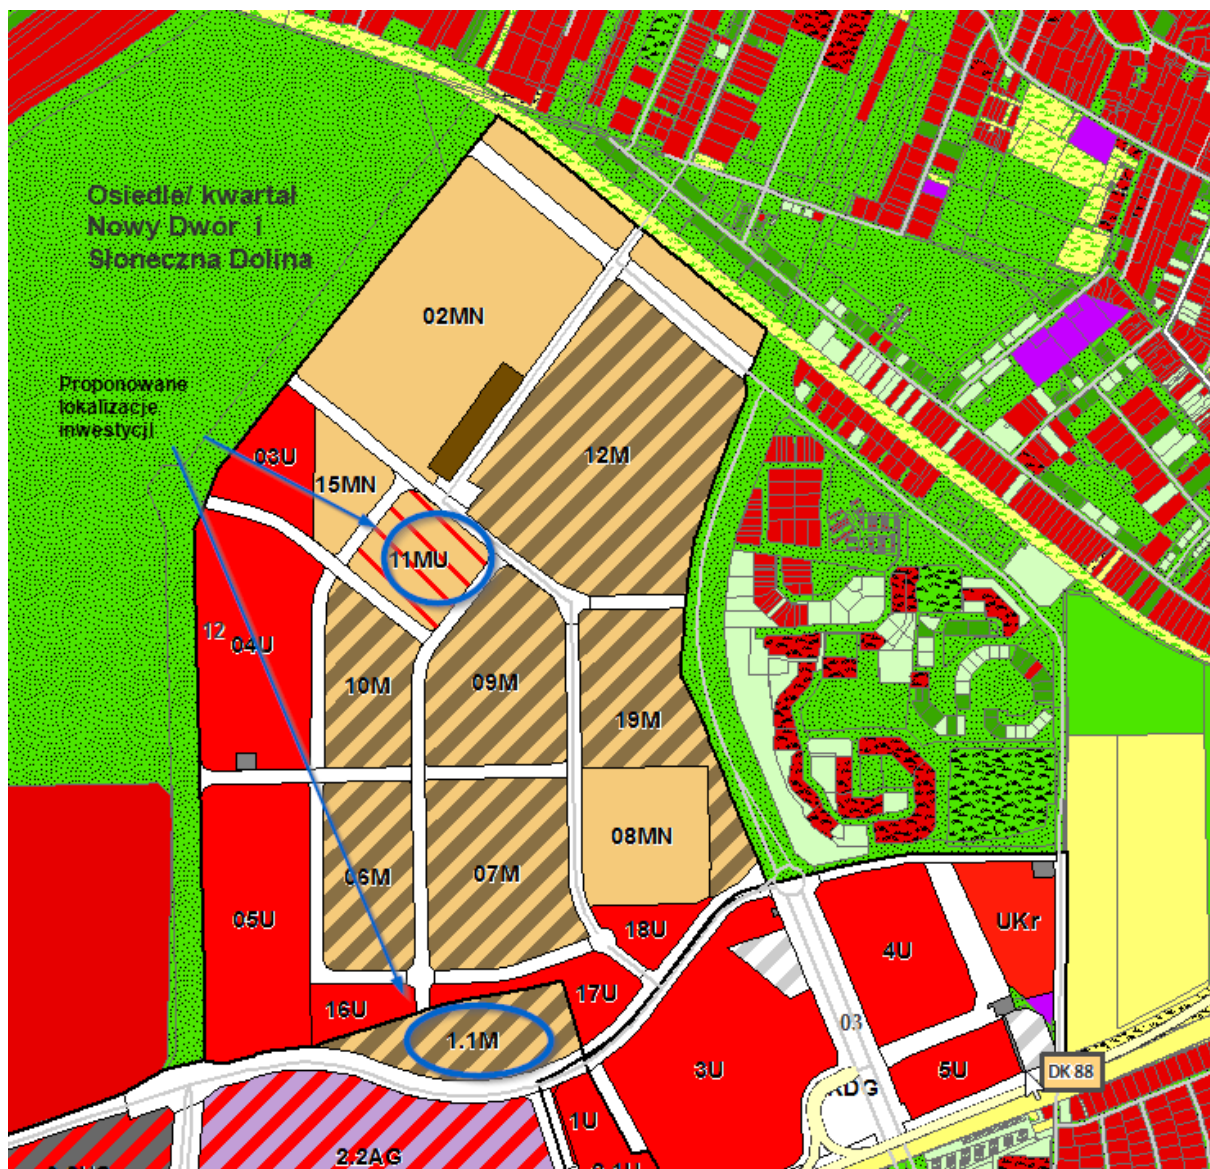 Osiedle/ kwartał
Nowy Dwór i
Słoneczna Dolina
02MN
Proponowane
lokalizacje
inwestycji
03U
12M
15MN
11MU
12
04U
10M
09M
19M
08MN
06M
07M
05U
18U
UKr
4U
17U
16U
03
1.1M
3U
5U
DK 88
KDG
1U
2.2AG